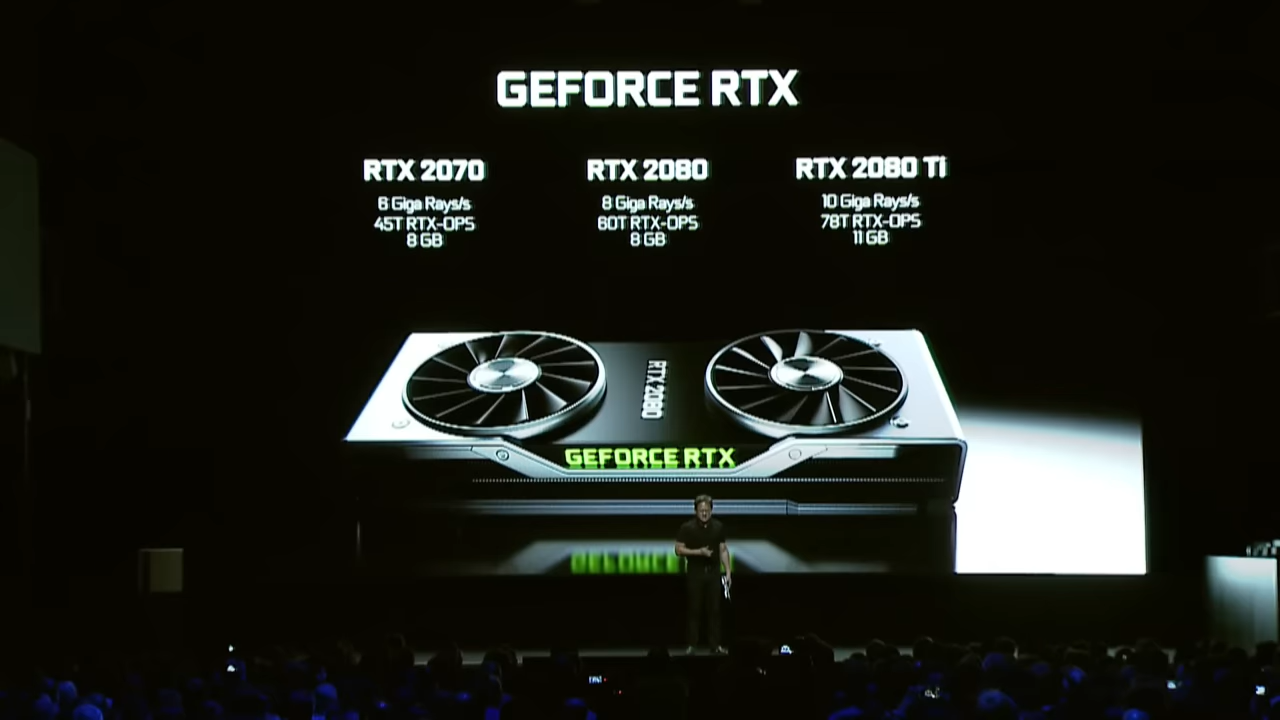 GEFORCE RTX
RTX 2070
6 Giga Rays/s
45T RTX-OPS
8 GB
RTX 2080
8 Giga Rays/s
60T RTX-OPS
8 GB
RTX 2080 Ti
10 Giga Rays/s
78T RTX-OPS
11 GB
RTX 2080
GEFORCE RTX